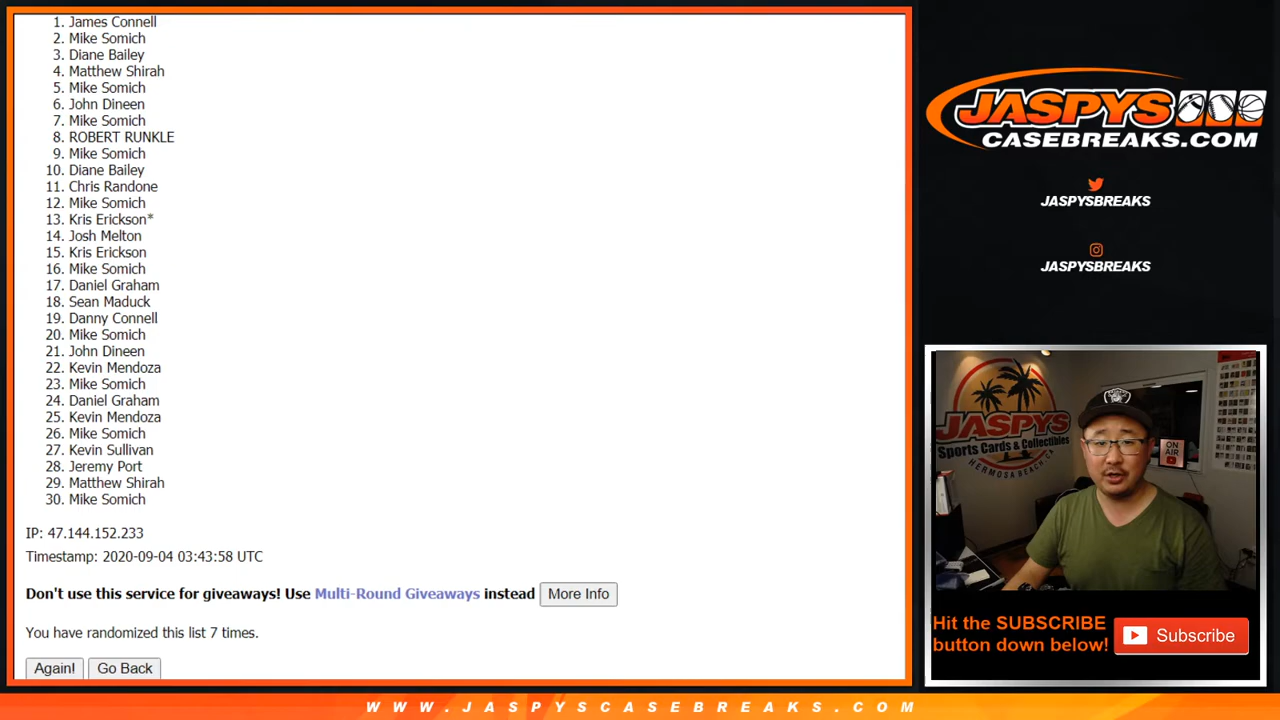 1. James Connell
2. Mike Somich
3. Diane Bailey
4. Matthew Shirah
5. Mike Somich
6. John Dineen
7. Mike Somich
8. ROBERT RUNKLE
9. Mike Somich
10. Diane Bailey
11. Chris Randone
12. Mike Somich
13. Kris Erickson*
14. Josh Melton
15. Kris Erickson
16. Mike Somich
17. Daniel Graham
18. Sean Maduck
19. Danny Connell
20. Mike Somich
21. John Dineen
22. Kevin Mendoza
23. Mike Somich
24. Daniel Graham
25. Kevin Mendoza
26. Mike Somich
27. Kevin Sullivan
28. Jeremy Port
29. Matthew Shirah
30. Mike Somich
IP: 47.144.152.233
Timestamp: 2020-09-04 03:43:58 UTC
Don't use this service for giveaways! Use Multi-Round Giveaways instead More Info
You have randomized this list 7 times.
Again! Go Back
JASPYS
CASEBREAKS.COM
JASPYSBREAKS
JASPYSBREAKS
JASPYS
Sports Cards & Collectibles
HERMOSA BEACH, CA
ON
AIR
Hit the SUBSCRIBE
button down below!
Subscribe
WWW.JASPYSCASEBREAKS.COM